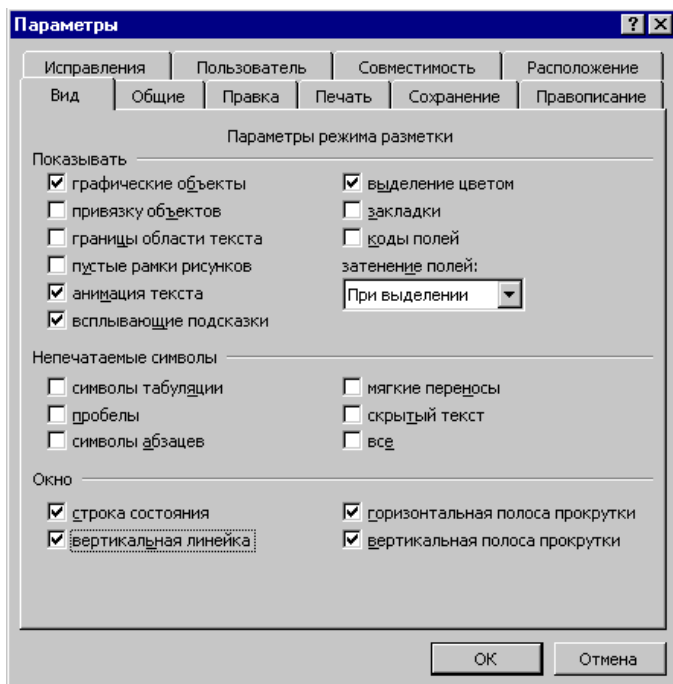 Параметры
Исправления Пользователь Совместимость Расположение
Вид Общие Правка Печать Сохранение Правописание
Параметры режима разметки
Показывать
графические объекты
привязку объектов
границы области текста
пустые рамки рисунков
анимация текста
всплывающие подсказки
выделение цветом
закладки
коды полей
затенение полей:
При выделении
Непечатаемые символы
символы табуляции
пробелы
символы абзацев
мягкие переносы
скрытый текст
все
Окно
строка состояния
вертикальная линейка
горизонтальная полоса прокрутки
вертикальная полоса прокрутки
OK Отмена